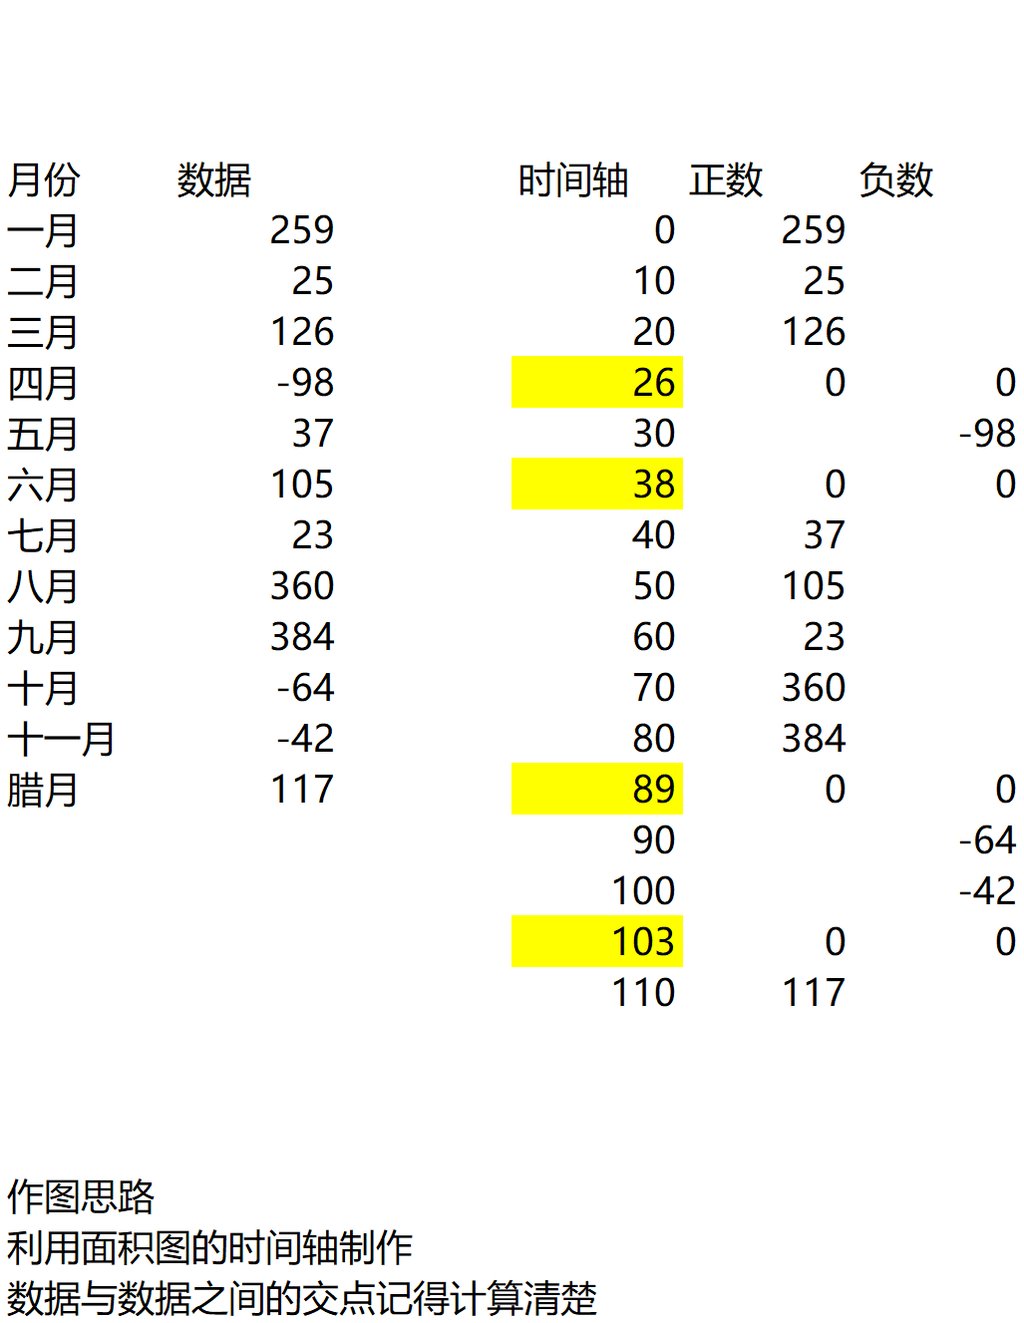 月份 数据 时间轴 正数 负数
一月 259 0 259
二月 25 10 25
三月 126 20 126
四月 -98 26 0 0
五月 37 30 -98
六月 105 38 0 0
七月 23 40 37
八月 360 50 105
九月 384 60 23
十月 -64 70 360
十一月 -42 80 384
腊月 117 89 0 0
90 -64
100 -42
103 0 0
110 117
作图思路
利用面积图的时间轴制作
数据与数据之间的交点记得计算清楚